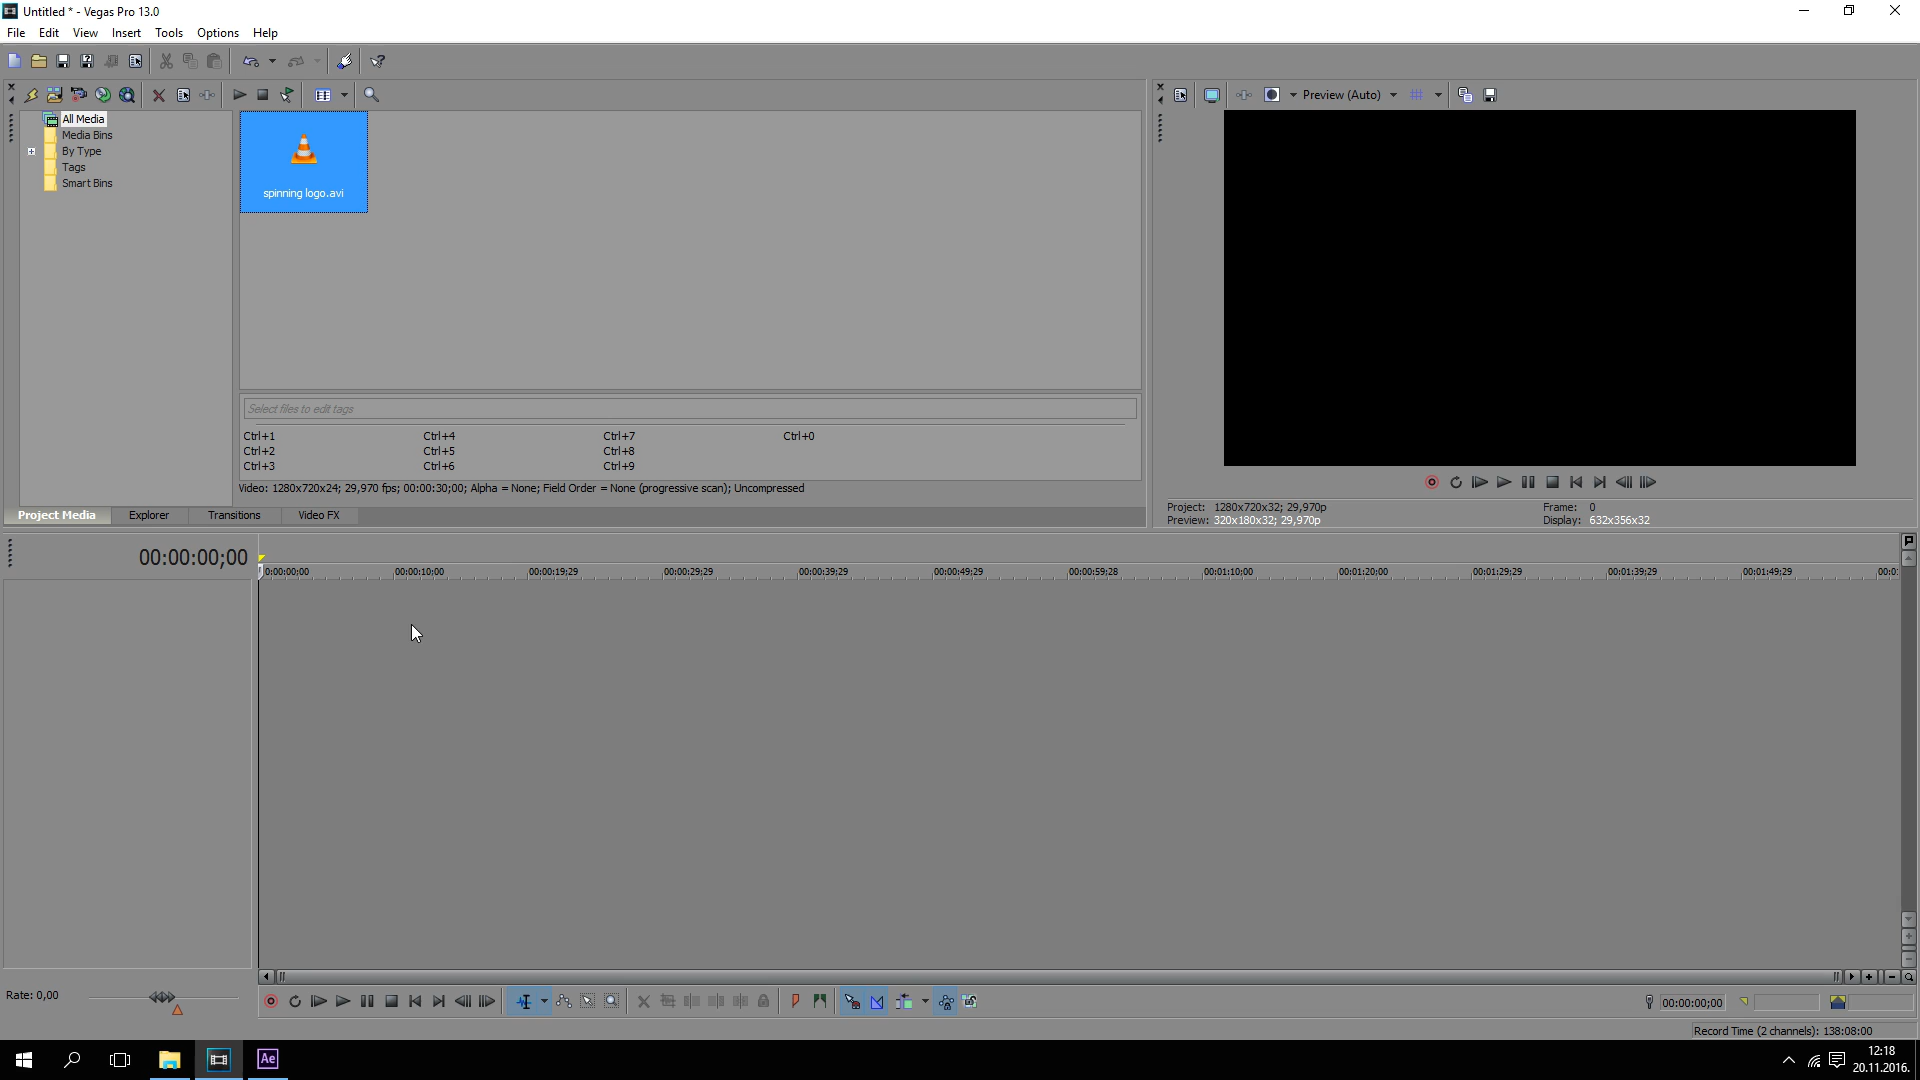 Untitled * - Vegas Pro 13.0
File Edit View Insert Tools Options Help
Preview (Auto)
All Media
Media Bins
By Type
Tags
Smart Bins
spinning logo.avi
Select files to edit tags
Ctrl+1 Ctrl+4 Ctrl+7 Ctrl+0
Ctrl+2 Ctrl+5 Ctrl+8
Ctrl+3 Ctrl+6 Ctrl+9
Video: 1280x720x24; 29,970 fps; 00:00:30;00; Alpha = None; Field Order = None (progressive scan); Uncompressed
Project Media Explorer Transitions Video FX
Project: 1280x720x32; 29,970p Frame: 0
Preview: 320x180x32; 29,970p Display: 632x356x32
00:00:00;00
0:00:00;00 00:00:10;00 00:00:19;29 00:00:29;29 00:00:39;29 00:00:49;29 00:00:59;28 00:01:10;00 00:01:20;00 00:01:29;29 00:01:39;29 00:01:49;29 00:0
Rate: 0,00
00:00:00;00
Record Time (2 channels): 138:08:00
Ae
12:18
20.11.2016.